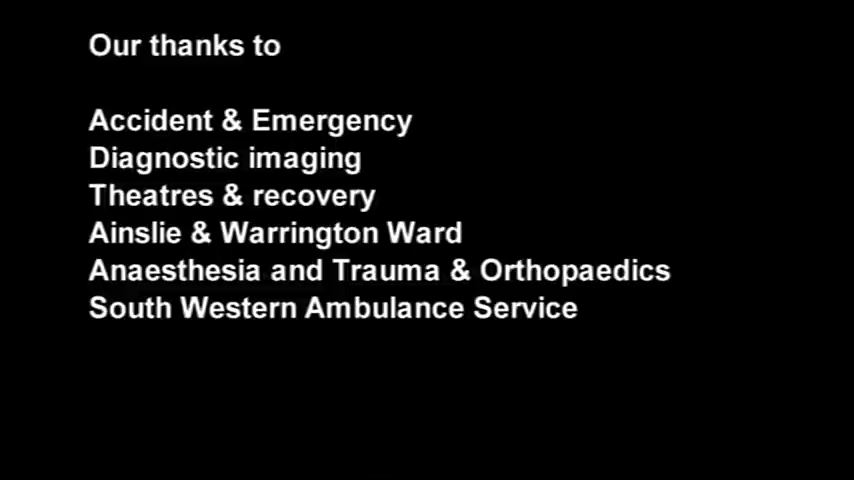 Our thanks to
Accident & Emergency
Diagnostic imaging
Theatres & recovery
Ainslie & Warrington Ward
Anaesthesia and Trauma & Orthopaedics
South Western Ambulance Service